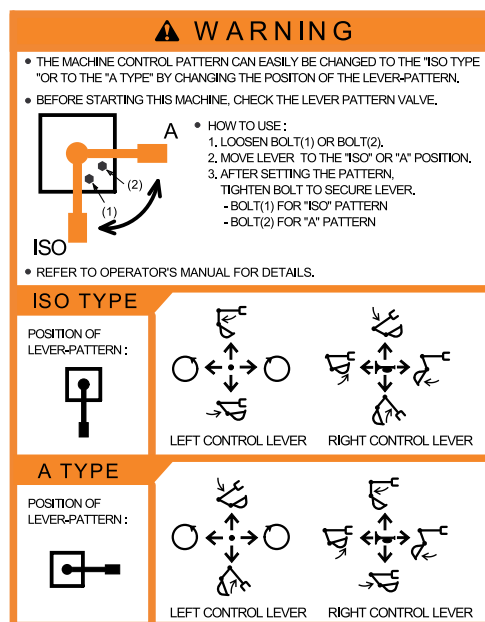 WARNING
• THE MACHINE CONTROL PATTERN CAN EASILY BE CHANGED TO THE "ISO TYPE
"OR TO THE "A TYPE" BY CHANGING THE POSITON OF THE LEVER-PATTERN.
• BEFORE STARTING THIS MACHINE, CHECK THE LEVER PATTERN VALVE.
A
(2)
(1)
ISO
• HOW TO USE :
1. LOOSEN BOLT(1) OR BOLT(2).
2. MOVE LEVER TO THE "ISO" OR "A" POSITION.
3. AFTER SETTING THE PATTERN,
TIGHTEN BOLT TO SECURE LEVER.
- BOLT(1) FOR "ISO" PATTERN
- BOLT(2) FOR "A" PATTERN
• REFER TO OPERATOR'S MANUAL FOR DETAILS.
ISO TYPE
POSITION OF
LEVER-PATTERN :
LEFT CONTROL LEVER
RIGHT CONTROL LEVER
A TYPE
POSITION OF
LEVER-PATTERN :
LEFT CONTROL LEVER
RIGHT CONTROL LEVER